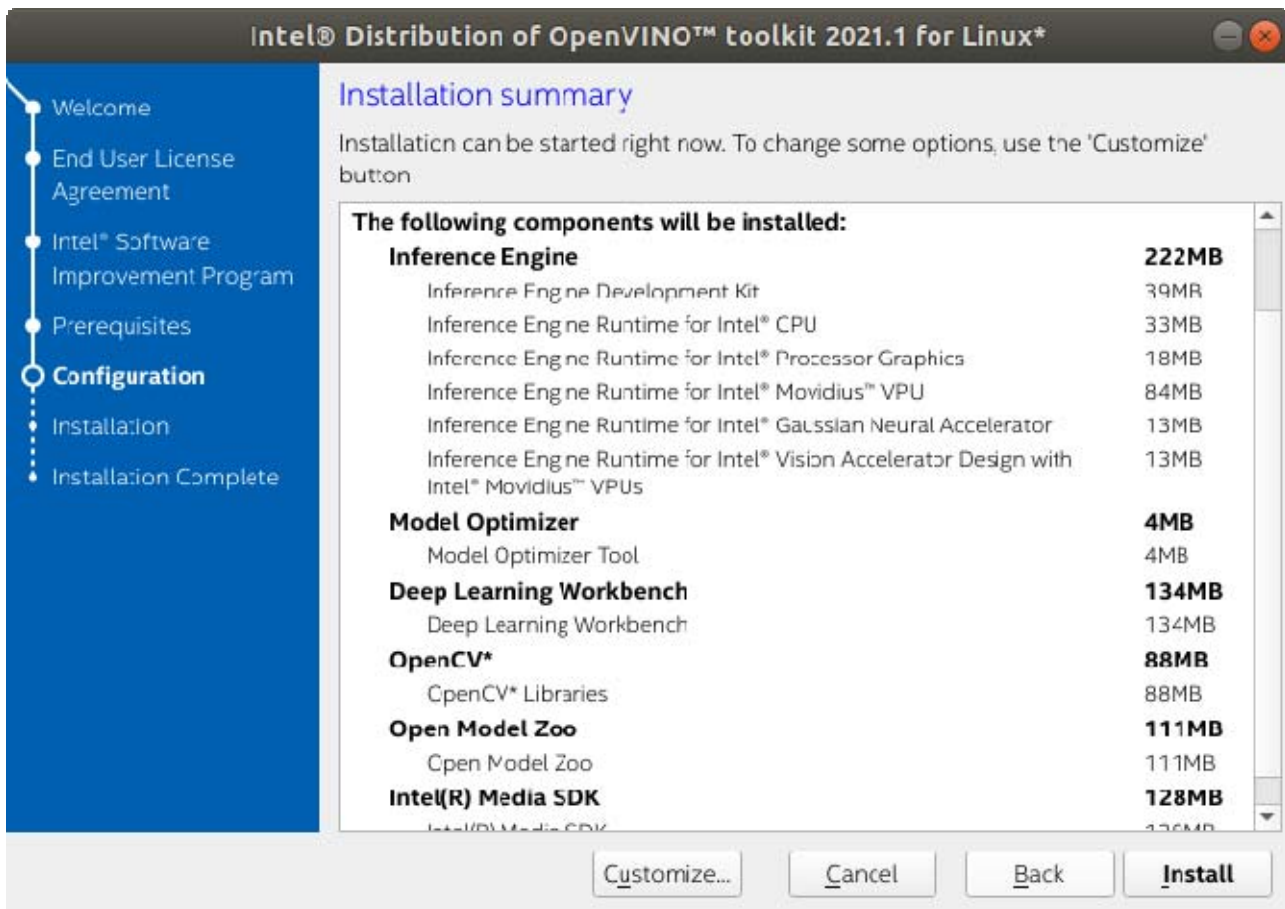 Intel® Distribution of OpenVINO™ toolkit 2021.1 for Linux*
Welcome
End User License
Agreement
Intel® Software
Improvement Program
Prerequisites
Configuration
Installation
Installation Complete
Installation summary
Installation can be started right now. To change some options, use the 'Customize'
button
The following components will be installed:
Inference Engine 222MB
Inference Engine Development Kit 39MB
Inference Engine Runtime for Intel® CPU 33MB
Inference Engine Runtime for Intel® Processor Graphics 18MB
Inference Engine Runtime for Intel® Movidius™ VPU 84MB
Inference Engine Runtime for Intel® Gaussian Neural Accelerator 13MB
Inference Engine Runtime for Intel® Vision Accelerator Design with 13MB
Intel® Movidius™ VPUs
Model Optimizer 4MB
Model Optimizer Tool 4MB
Deep Learning Workbench 134MB
Deep Learning Workbench 134MB
OpenCV* 88MB
OpenCV* Libraries 88MB
Open Model Zoo 111MB
Open Model Zoo 111MB
Intel(R) Media SDK 128MB
Intel(R) Media SDK
Customize... Cancel Back Install